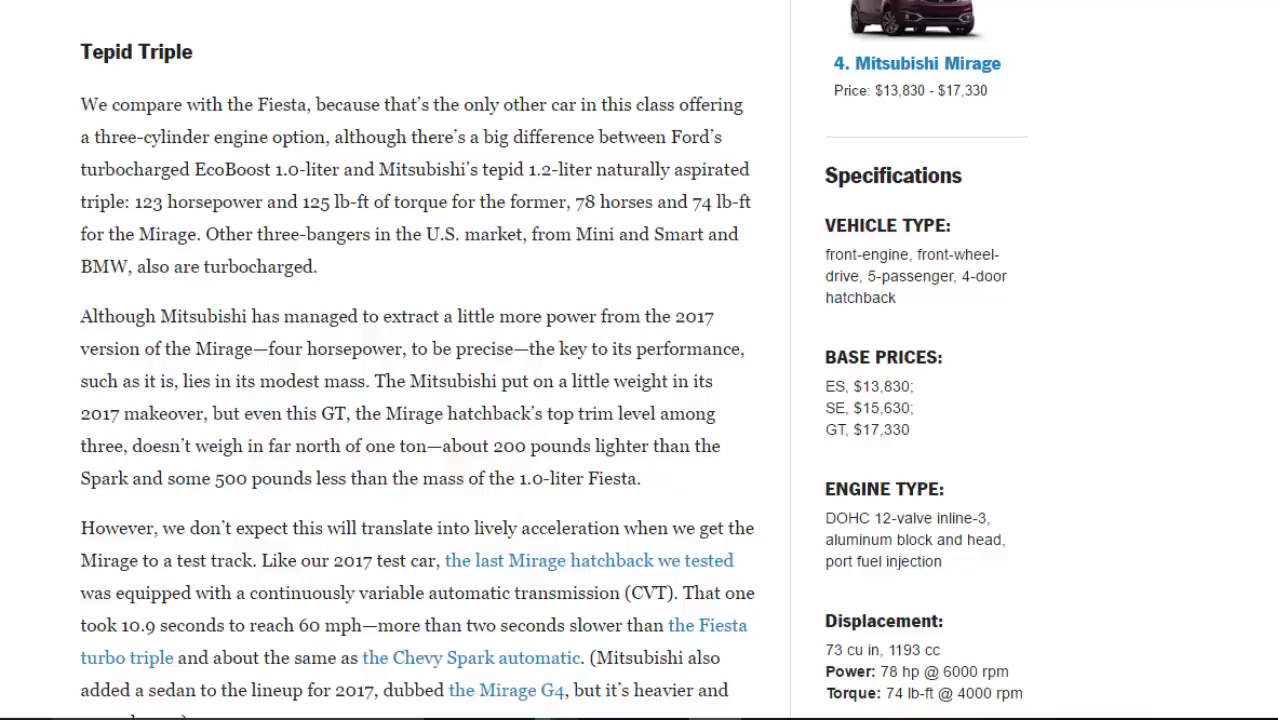 Tepid Triple
We compare with the Fiesta, because that’s the only other car in this class offering
a three-cylinder engine option, although there’s a big difference between Ford’s
turbocharged EcoBoost 1.0-liter and Mitsubishi’s tepid 1.2-liter naturally aspirated
triple: 123 horsepower and 125 lb-ft of torque for the former, 78 horses and 74 lb-ft
for the Mirage. Other three-bangers in the U.S. market, from Mini and Smart and
BMW, also are turbocharged.
Although Mitsubishi has managed to extract a little more power from the 2017
version of the Mirage—four horsepower, to be precise—the key to its performance,
such as it is, lies in its modest mass. The Mitsubishi put on a little weight in its
2017 makeover, but even this GT, the Mirage hatchback’s top trim level among
three, doesn’t weigh in far north of one ton—about 200 pounds lighter than the
Spark and some 500 pounds less than the mass of the 1.0-liter Fiesta.
However, we don’t expect this will translate into lively acceleration when we get the
Mirage to a test track. Like our 2017 test car, the last Mirage hatchback we tested
was equipped with a continuously variable automatic transmission (CVT). That one
took 10.9 seconds to reach 60 mph—more than two seconds slower than the Fiesta
turbo triple and about the same as the Chevy Spark automatic. (Mitsubishi also
added a sedan to the lineup for 2017, dubbed the Mirage G4, but it’s heavier and
4. Mitsubishi Mirage
Price: $13,830 - $17,330
Specifications
VEHICLE TYPE:
front-engine, front-wheel-
drive, 5-passenger, 4-door
hatchback
BASE PRICES:
ES, $13,830;
SE, $15,630;
GT, $17,330
ENGINE TYPE:
DOHC 12-valve inline-3,
aluminum block and head,
port fuel injection
Displacement:
73 cu in, 1193 cc
Power: 78 hp @ 6000 rpm
Torque: 74 lb-ft @ 4000 rpm